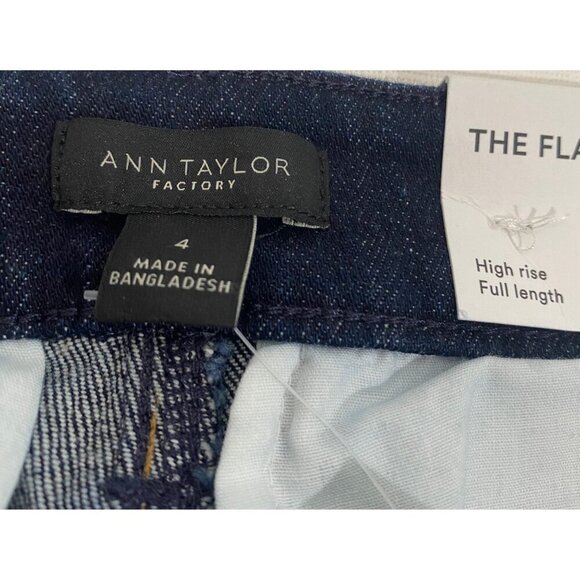 ANN TAYLOR
FACTORY
4
MADE IN
BANGLADESH
THE FLA
High rise
Full length